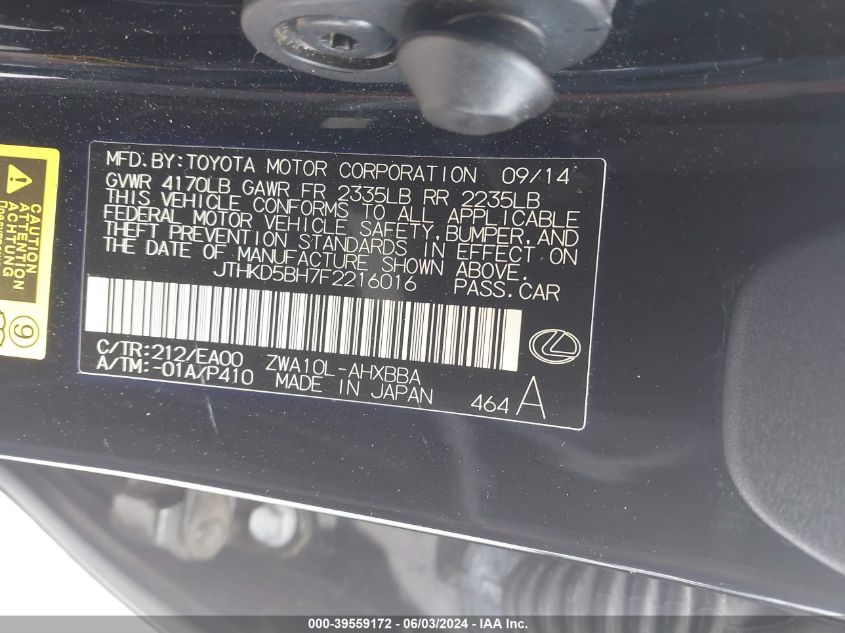 MFD.BY:TOYOTA MOTOR CORPORATION 09/14
GVWR 4170LB GAWR FR 2335LB RR 2235LB
THIS VEHICLE CONFORMS TO ALL APPLICABLE
FEDERAL MOTOR VEHICLE SAFETY,BUMPER,AND
THEFT PREVENTION STANDARDS IN EFFECT ON
THE DATE OF MANUFACTURE SHOWN ABOVE.
JTHKD5BH7F2216016 PASS.CAR
C/TR:212/EA00 ZWA10L-AHXBBA
A/TM:-01A/P410 MADE IN JAPAN
464 A
CAUTION
ATTENTION
ACHTUNG
9
000-39559172 / 06/03/2024 / IAA Inc.